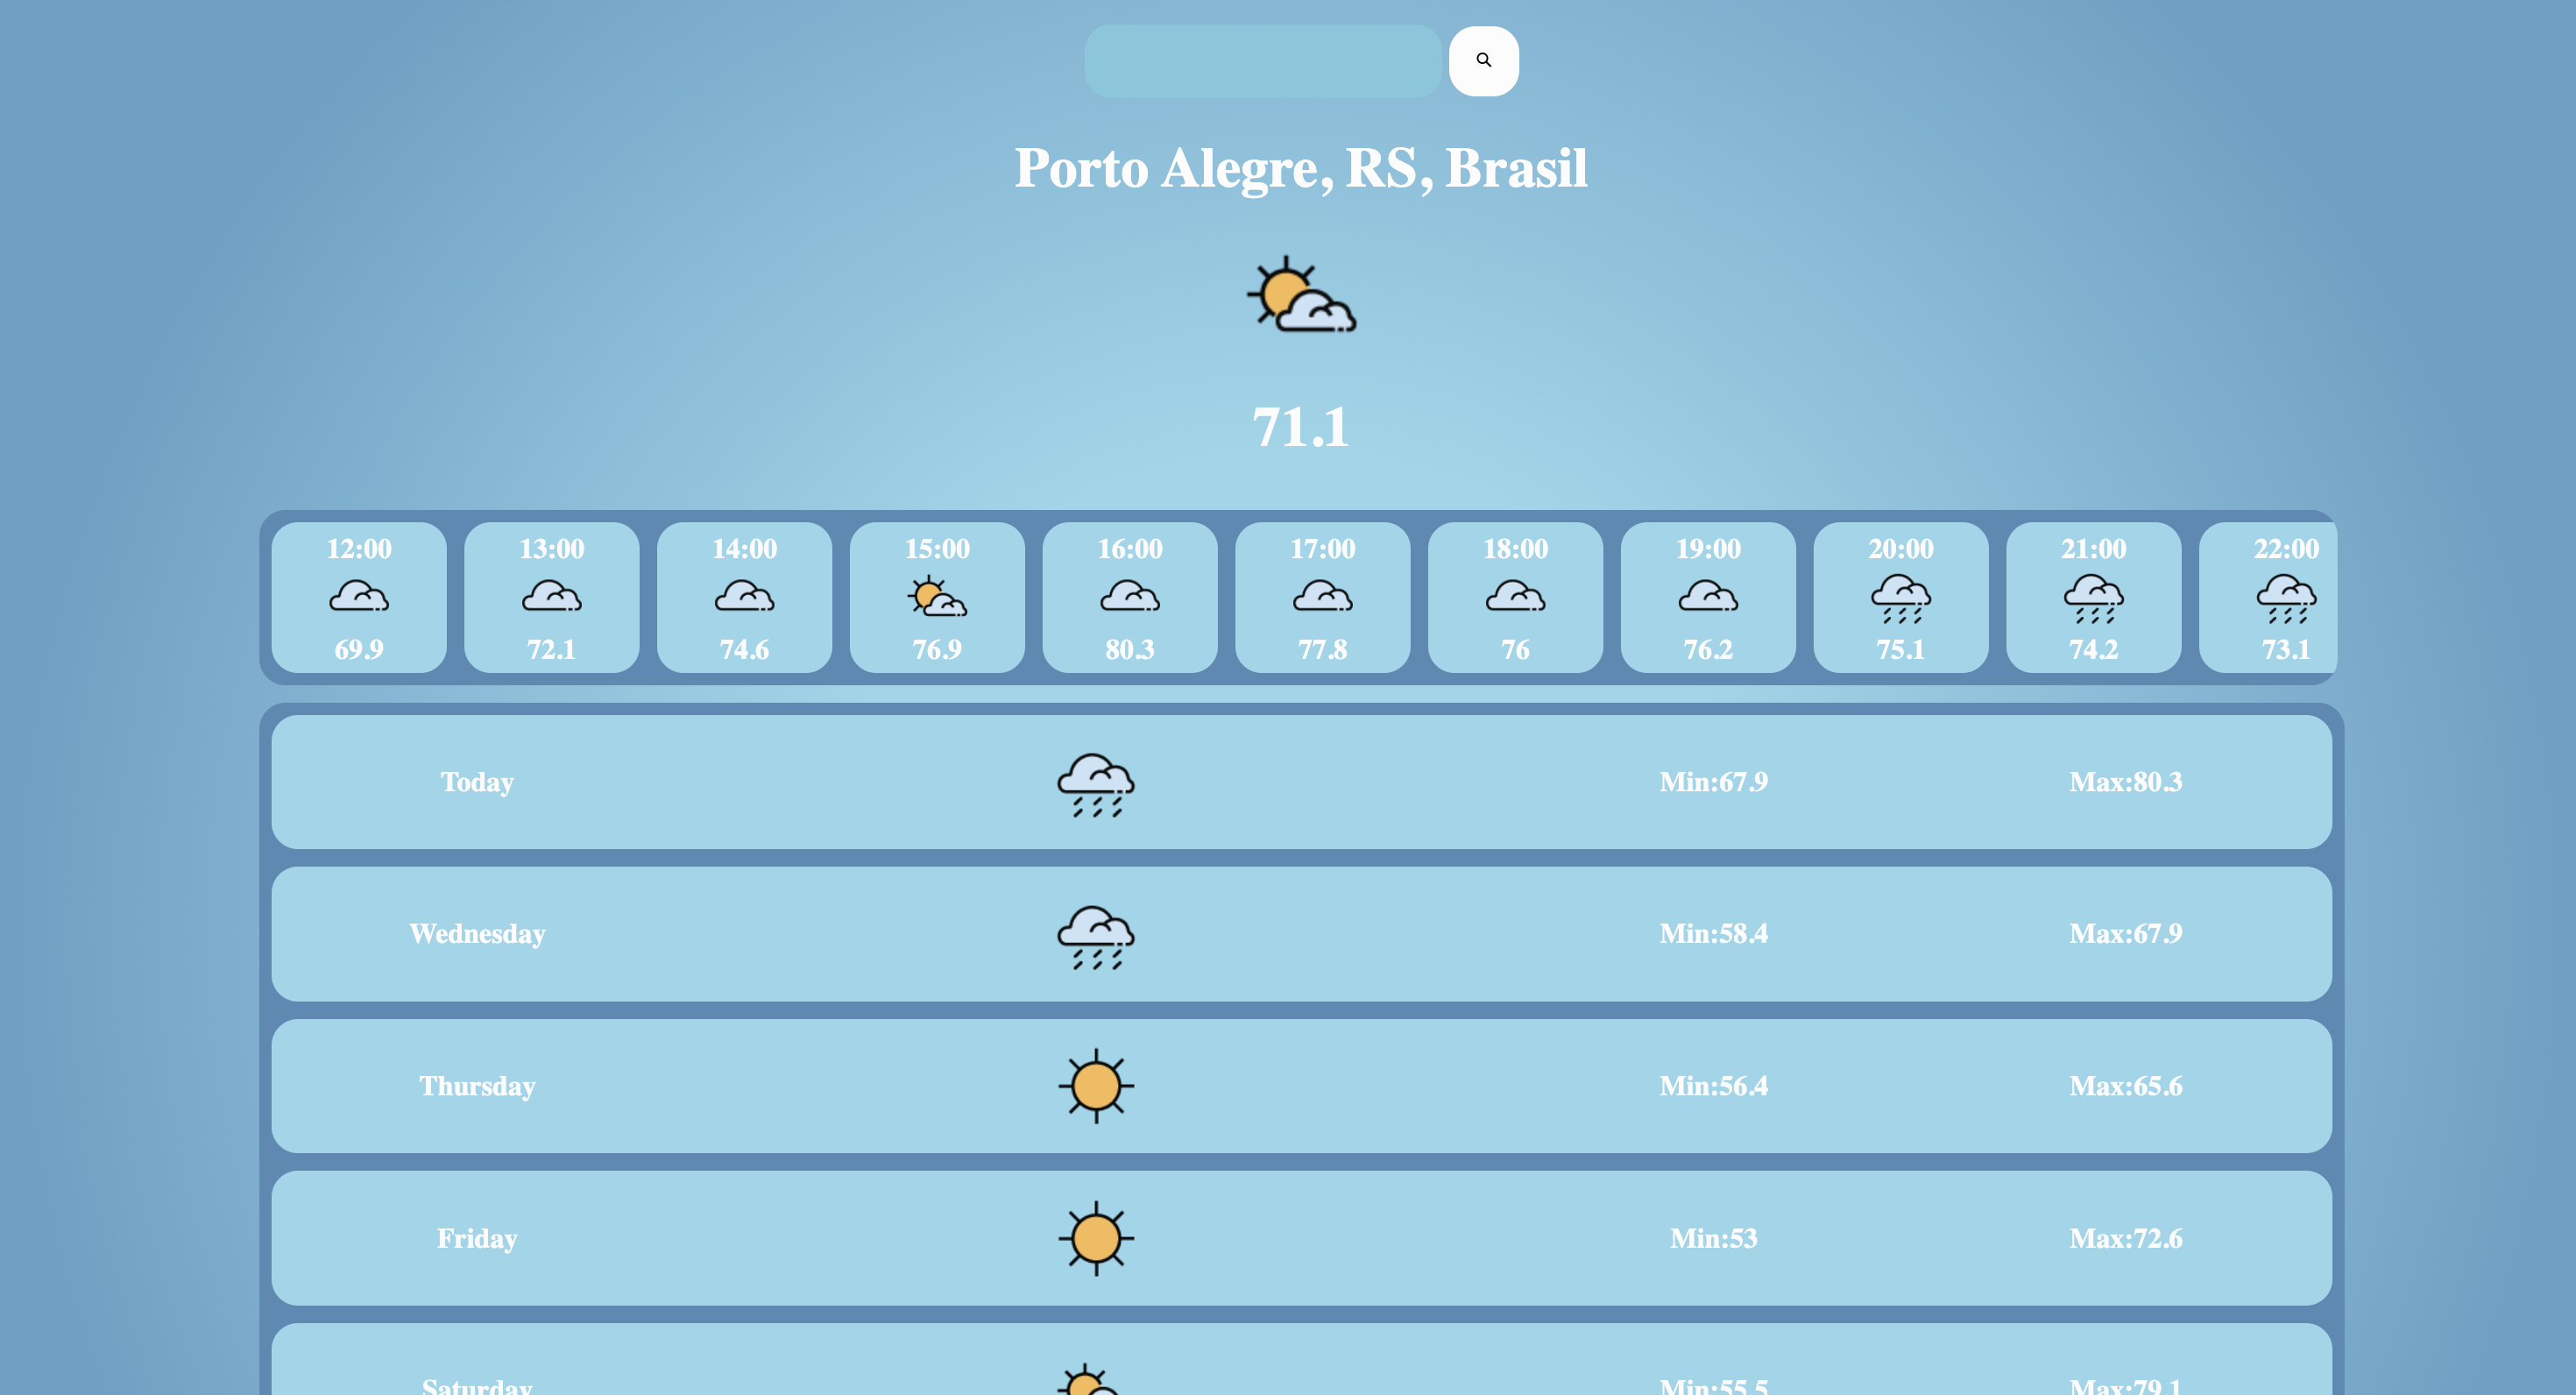 Porto Alegre, RS, Brasil
71.1
12:00 13:00 14:00 15:00 16:00 17:00 18:00 19:00 20:00 21:00 22:00
69.9 72.1 74.6 76.9 80.3 77.8 76 76.2 75.1 74.2 73.1
Today Min:67.9 Max:80.3
Wednesday Min:58.4 Max:67.9
Thursday Min:56.4 Max:65.6
Friday Min:53 Max:72.6
Saturday Min:55.5 Max:79.1